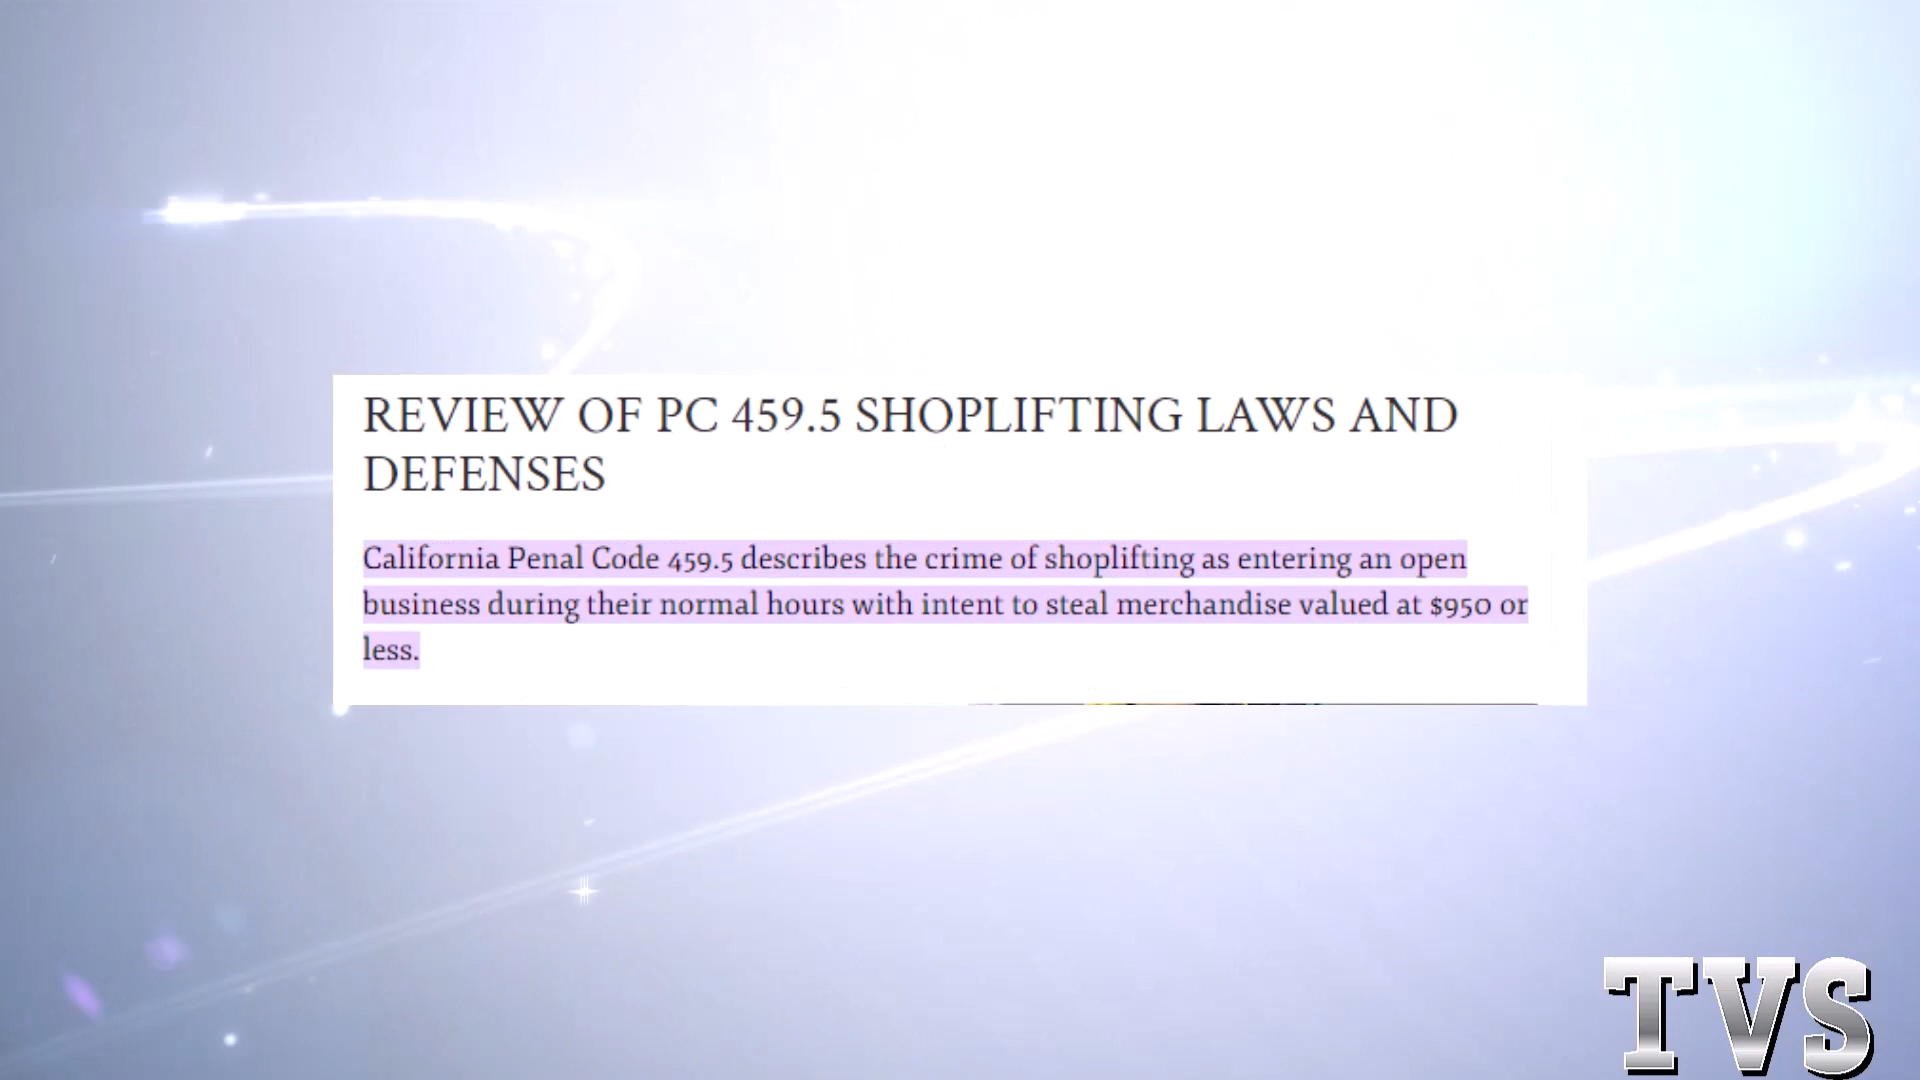 REVIEW OF PC 459.5 SHOPLIFTING LAWS AND
DEFENSES
California Penal Code 459.5 describes the crime of shoplifting as entering an open
business during their normal hours with intent to steal merchandise valued at $950 or
less.
TVS